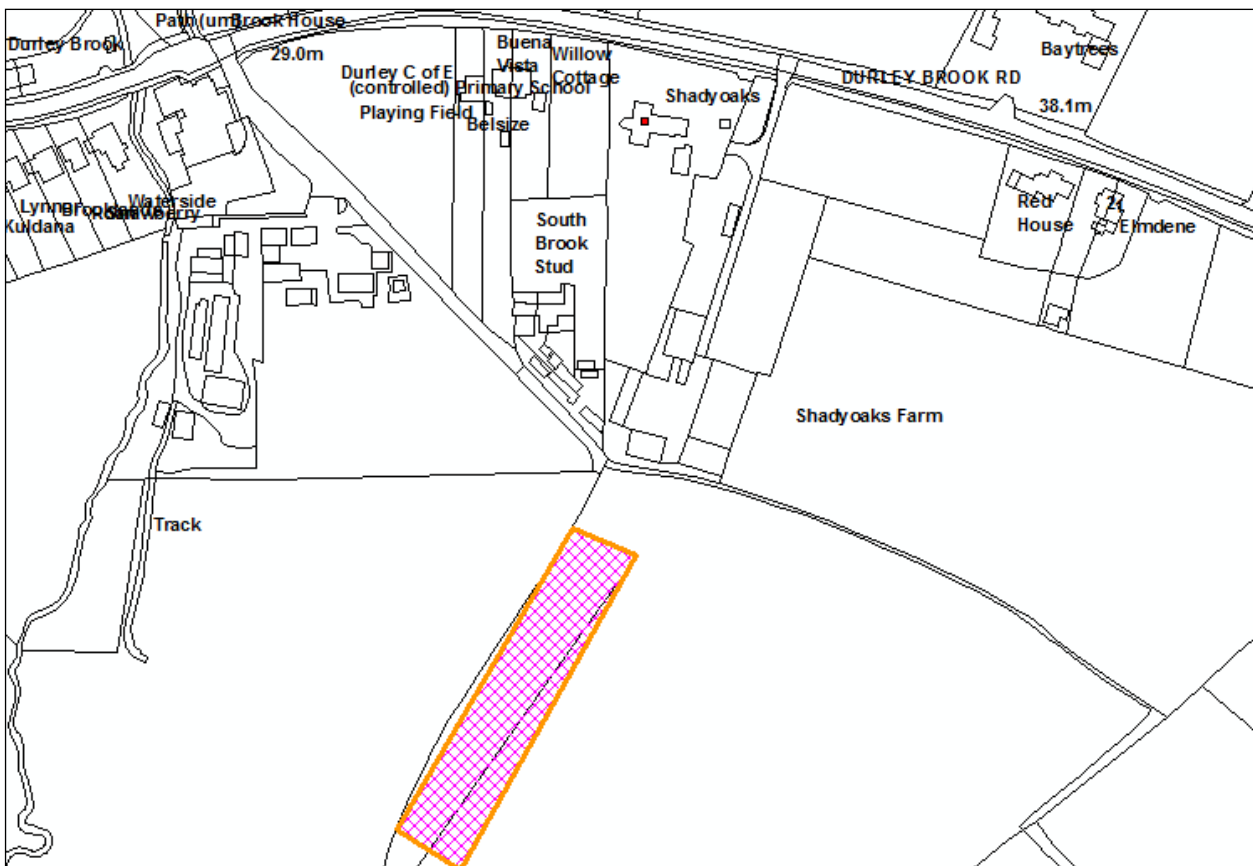 Path (um)
Brook House
Durley Brook
29.0m
Buena
Vista
Willow
Cottage
Baytrees
Durley C of E
(controlled) Primary School
Playing Field
Belsize
Shadyoaks
DURLEY BROOK RD
38.1m
Waterside
Kuldana
Red
House
21
Elmdene
South
Brook
Stud
Shadyoaks Farm
Track